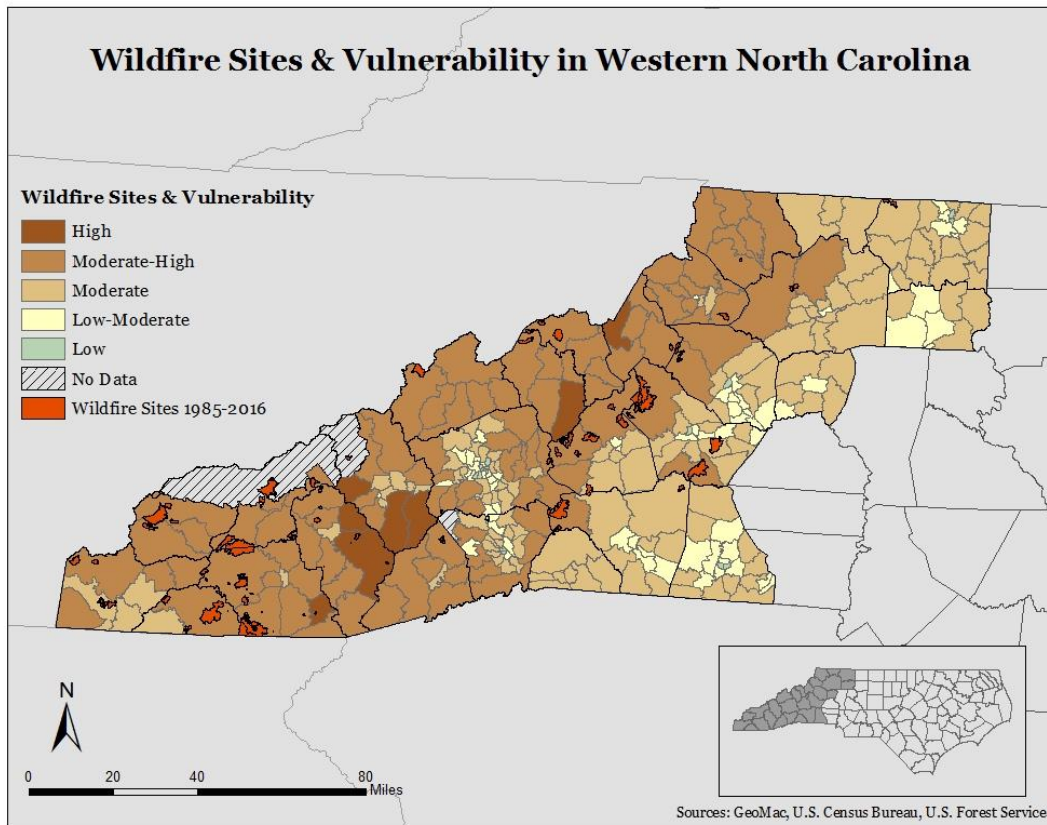 Wildfire Sites & Vulnerability in Western North Carolina
Wildfire Sites & Vulnerability
High
Moderate-High
Moderate
Low-Moderate
Low
No Data
Wildfire Sites 1985-2016
N
0 20 40 80
Miles
Sources: GeoMac, U.S. Census Bureau, U.S. Forest Service